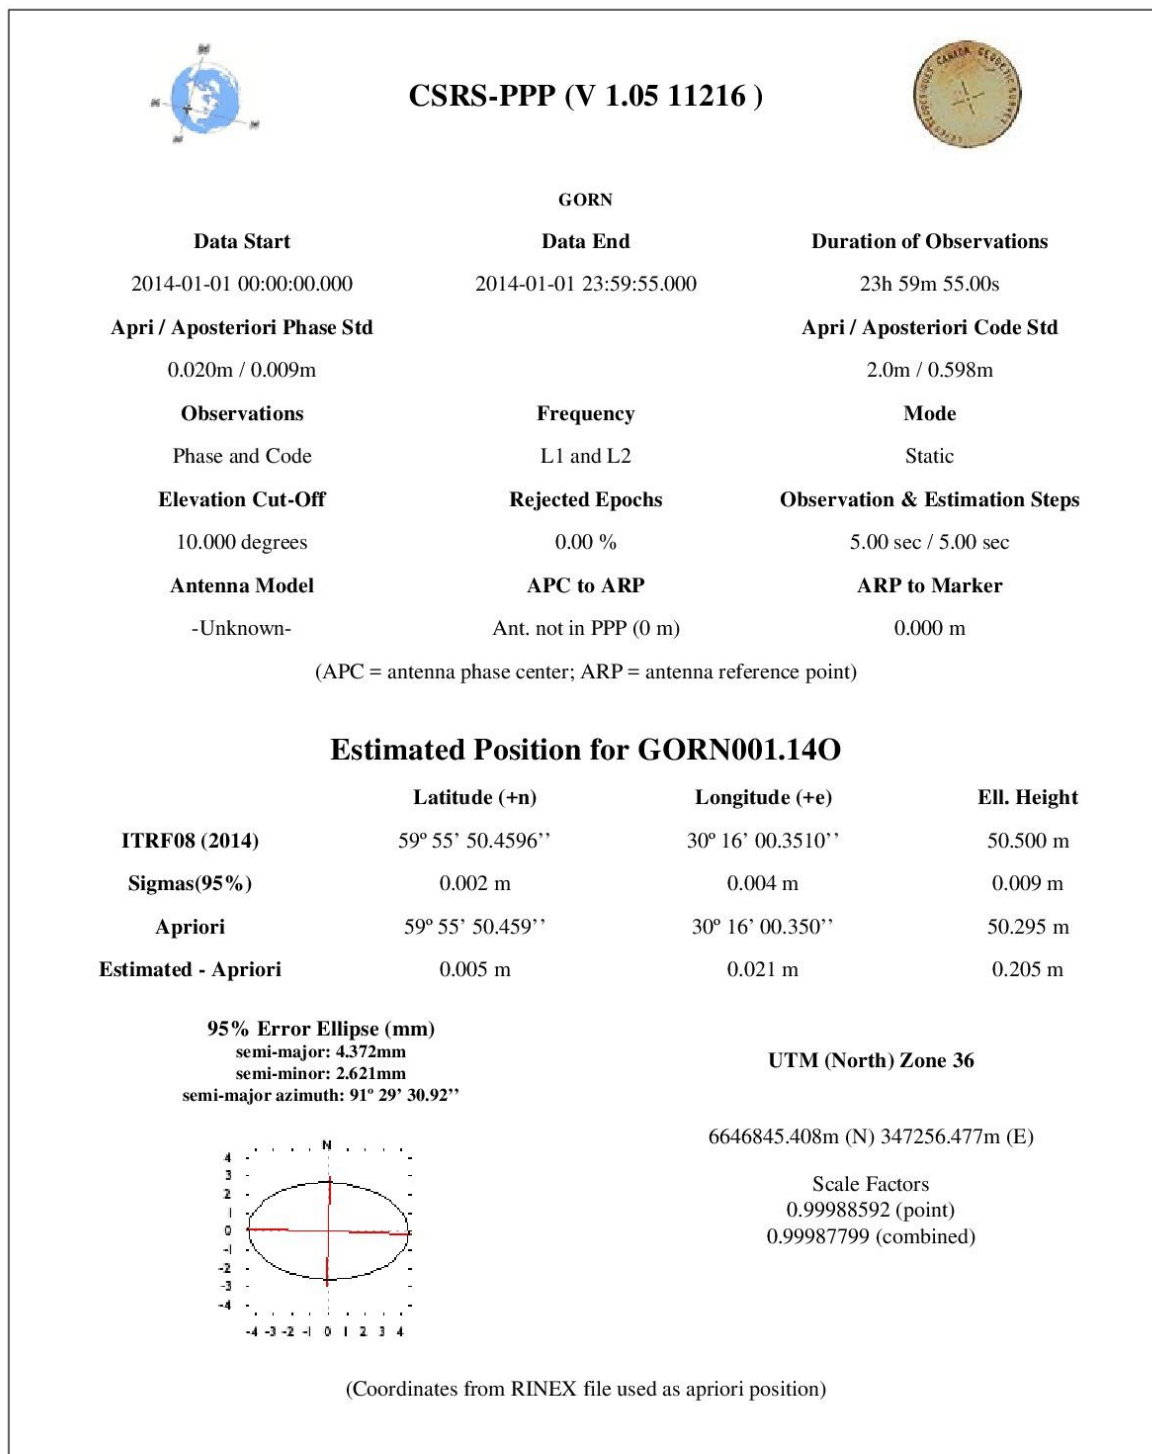 CSRS-PPP (V 1.05 11216 )
CANADA GEODETIC SURVEY
GORN
Data Start Data End Duration of Observations
2014-01-01 00:00:00.000 2014-01-01 23:59:55.000 23h 59m 55.00s
Apri / Aposteriori Phase Std Apri / Aposteriori Code Std
0.020m / 0.009m 2.0m / 0.598m
Observations Frequency Mode
Phase and Code L1 and L2 Static
Elevation Cut-Off Rejected Epochs Observation & Estimation Steps
10.000 degrees 0.00 % 5.00 sec / 5.00 sec
Antenna Model APC to ARP ARP to Marker
-Unknown- Ant. not in PPP (0 m) 0.000 m
(APC = antenna phase center; ARP = antenna reference point)
Estimated Position for GORN001.14O
Latitude (+n) Longitude (+e) Ell. Height
ITRF08 (2014) 59º 55’ 50.4596’’ 30º 16’ 00.3510’’ 50.500 m
Sigmas(95%) 0.002 m 0.004 m 0.009 m
Apriori 59º 55’ 50.459’’ 30º 16’ 00.350’’ 50.295 m
Estimated - Apriori 0.005 m 0.021 m 0.205 m
95% Error Ellipse (mm)
semi-major: 4.372mm
semi-minor: 2.621mm
semi-major azimuth: 91º 29’ 30.92’’
UTM (North) Zone 36
6646845.408m (N) 347256.477m (E)
Scale Factors
0.99988592 (point)
0.99987799 (combined)
N
4
3
2
1
0
-1
-2
-3
-4
-4 -3 -2 -1 0 1 2 3 4
(Coordinates from RINEX file used as apriori position)